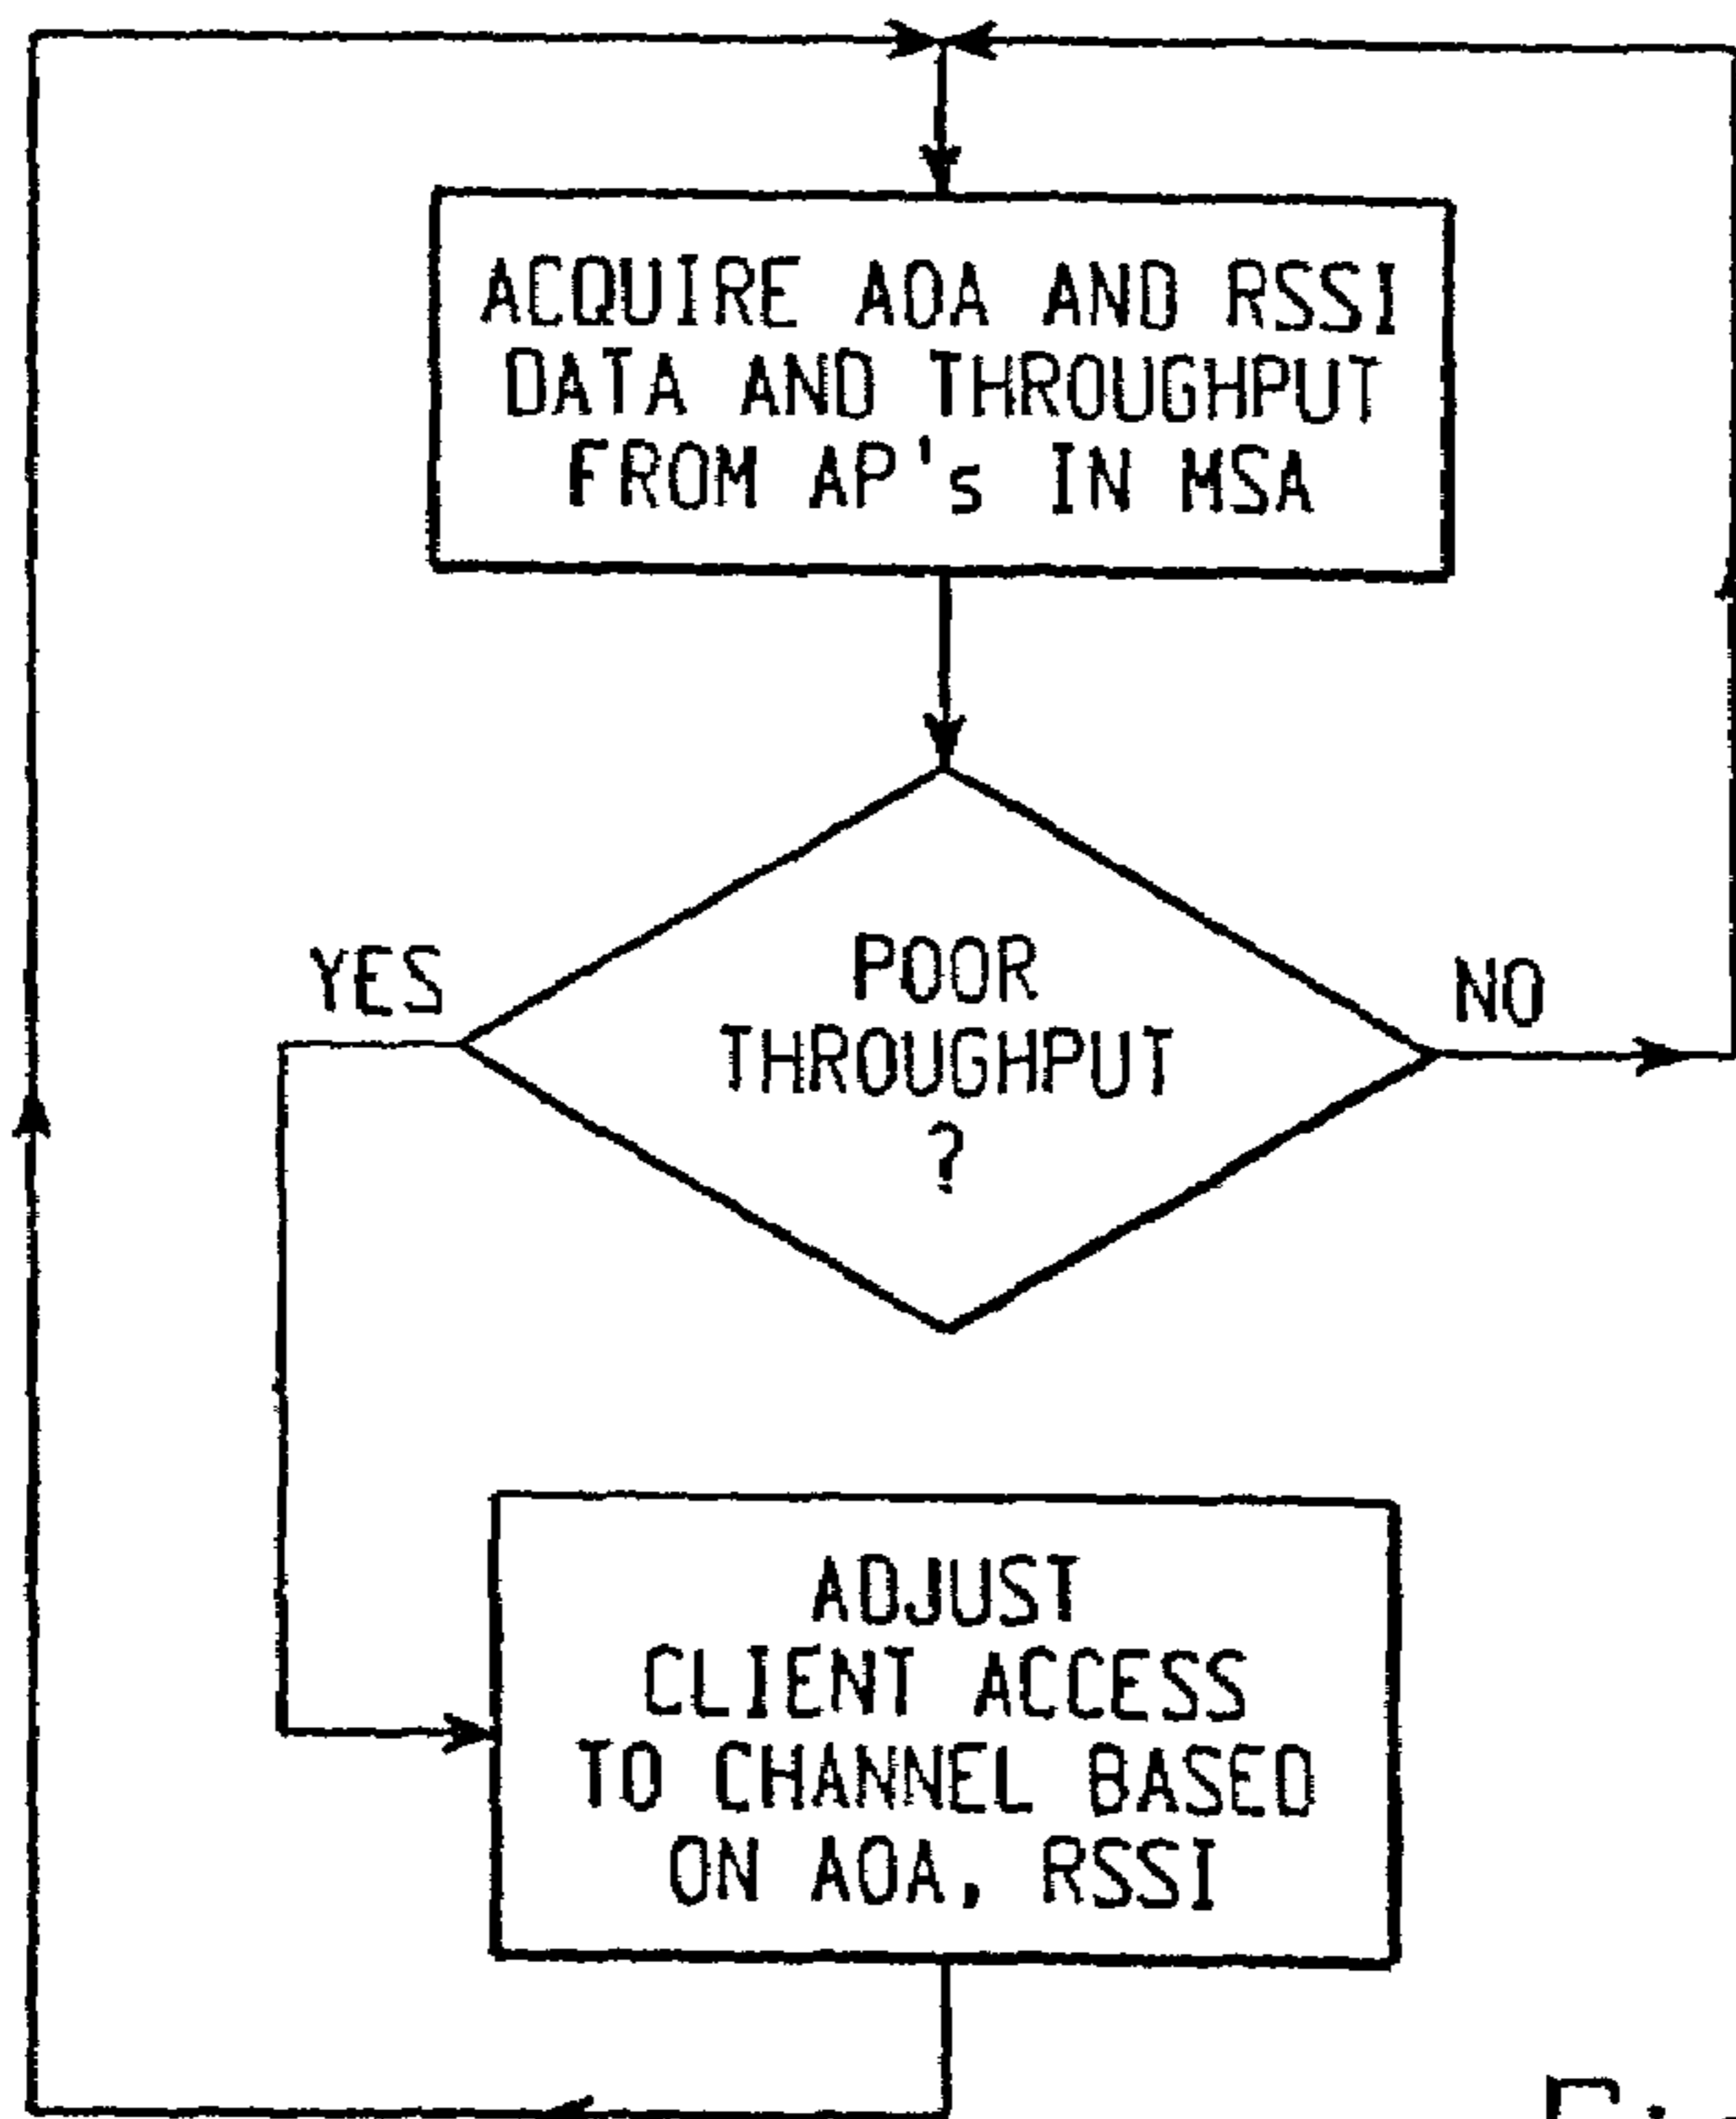 ACQUIRE AOA AND RSSI
DATA AND THROUGHPUT
FROM AP's IN MSA
YES
POOR
THROUGHPUT
?
NO
ADJUST
CLIENT ACCESS
TO CHANNEL BASED
ON AOA, RSSI